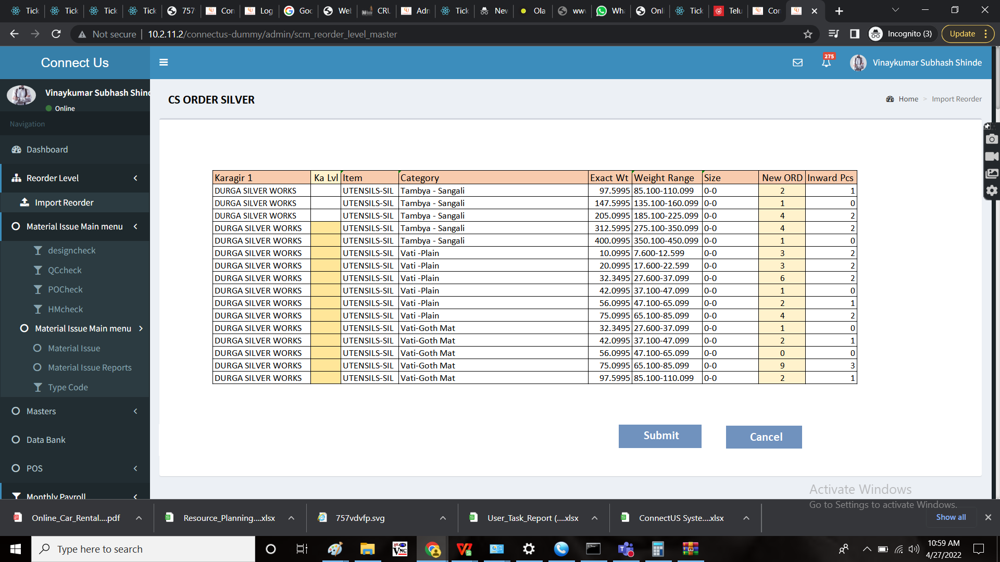 Tick Tick Tick Tick 757 Con Log Goo Wel CRU Adn Tick Nev Ola www Wha Onli Tick Telu Con
Not secure 10.2.11.2/connectus-dummy/admin/scm_reorder_level_master Incognito (3) Update
Connect Us 275 Vinaykumar Subhash Shinde
Vinaykumar Subhash Shind
Online
CS ORDER SILVER Home > Import Reorder
Navigation
Dashboard
Reorder Level
Import Reorder
Material Issue Main menu
designcheck
QCcheck
POCheck
HMcheck
Material Issue Main menu
Material Issue
Material Issue Reports
Type Code
Masters
Data Bank
POS
Monthly Payroll
Karagir 1 Ka Lvl Item Category Exact Wt Weight Range Size New ORD Inward Pcs
DURGA SILVER WORKS UTENSILS-SIL Tambya - Sangali 97.5995 85.100-110.099 0-0 2 1
DURGA SILVER WORKS UTENSILS-SIL Tambya - Sangali 147.5995 135.100-160.099 0-0 1 0
DURGA SILVER WORKS UTENSILS-SIL Tambya - Sangali 205.0995 185.100-225.099 0-0 4 2
DURGA SILVER WORKS UTENSILS-SIL Tambya - Sangali 312.5995 275.100-350.099 0-0 4 2
DURGA SILVER WORKS UTENSILS-SIL Tambya - Sangali 400.0995 350.100-450.099 0-0 1 0
DURGA SILVER WORKS UTENSILS-SIL Vati -Plain 10.0995 7.600-12.599 0-0 3 2
DURGA SILVER WORKS UTENSILS-SIL Vati -Plain 20.0995 17.600-22.599 0-0 3 2
DURGA SILVER WORKS UTENSILS-SIL Vati -Plain 32.3495 27.600-37.099 0-0 6 2
DURGA SILVER WORKS UTENSILS-SIL Vati -Plain 42.0995 37.100-47.099 0-0 1 0
DURGA SILVER WORKS UTENSILS-SIL Vati -Plain 56.0995 47.100-65.099 0-0 2 1
DURGA SILVER WORKS UTENSILS-SIL Vati -Plain 75.0995 65.100-85.099 0-0 4 2
DURGA SILVER WORKS UTENSILS-SIL Vati-Goth Mat 32.3495 27.600-37.099 0-0 1 0
DURGA SILVER WORKS UTENSILS-SIL Vati-Goth Mat 42.0995 37.100-47.099 0-0 2 1
DURGA SILVER WORKS UTENSILS-SIL Vati-Goth Mat 56.0995 47.100-65.099 0-0 0 0
DURGA SILVER WORKS UTENSILS-SIL Vati-Goth Mat 75.0995 65.100-85.099 0-0 9 3
DURGA SILVER WORKS UTENSILS-SIL Vati-Goth Mat 97.5995 85.100-110.099 0-0 2 1
Submit Cancel
Activate Windows
Go to Settings to activate Windows.
Online_Car_Rental....pdf Resource_Planning....xlsx 757vdvfp.svg User_Task_Report (....xlsx ConnectUS Syste....xlsx Show all
Type here to search VNC
10:59 AM
4/27/2022